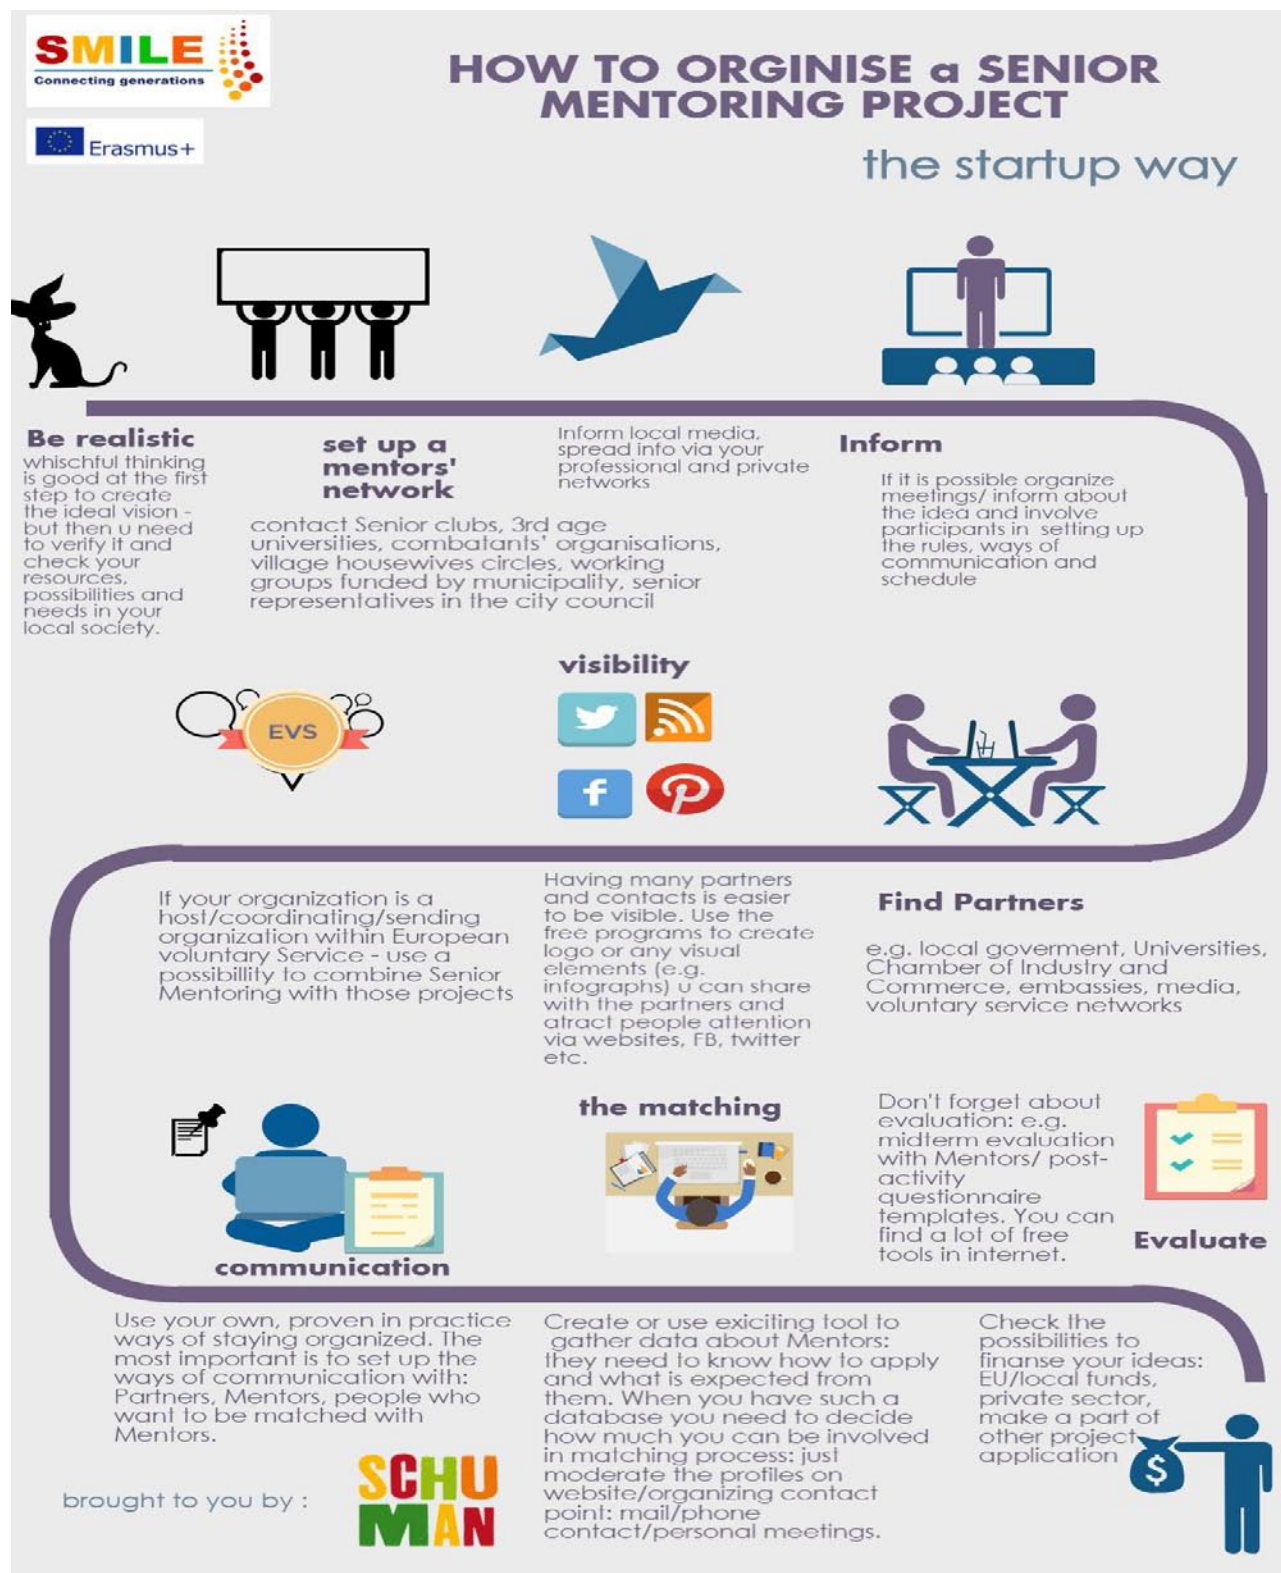 SMILE
Connecting generations
Erasmus+
HOW TO ORGINISE a SENIOR
MENTORING PROJECT
the startup way
Be realistic
whischful thinking
is good at the first
step to create
the ideal vision -
but then u need
to verify it and
check your
resources,
possibilities and
needs in your
local society.
set up a
mentors'
network
contact Senior clubs, 3rd age
universities, combatants' organisations,
village housewives circles, working
groups funded by municipality, senior
representatives in the city council
Inform local media,
spread info via your
professional and private
networks
Inform
If it is possible organize
meetings/ inform about
the idea and involve
participants in setting up
the rules, ways of
communication and
schedule
EVS
visibility
f
If your organization is a
host/coordinating/sending
organization within European
voluntary Service - use a
possibillity to combine Senior
Mentoring with those projects
Having many partners
and contacts is easier
to be visible. Use the
free programs to create
logo or any visual
elements (e.g.
infographs) u can share
with the partners and
atract people attention
via websites, FB, twitter
etc.
Find Partners
e.g. local goverment, Universities,
Chamber of Industry and
Commerce, embassies, media,
voluntary service networks
communication
the matching
Don't forget about
evaluation: e.g.
midterm evaluation
with Mentors/ post-
activity
questionnaire
templates. You can
find a lot of free
tools in internet.
Evaluate
Use your own, proven in practice
ways of staying organized. The
most important is to set up the
ways of communication with:
Partners, Mentors, people who
want to be matched with
Mentors.
Create or use exiciting tool to
gather data about Mentors:
they need to know how to apply
and what is expected from
them. When you have such a
database you need to decide
how much you can be involved
in matching process: just
moderate the profiles on
website/organizing contact
point: mail/phone
contact/personal meetings.
Check the
possibilities to
finanse your ideas:
EU/local funds,
private sector,
make a part of
other project
application
$
brought to you by :
SCHU
MAN